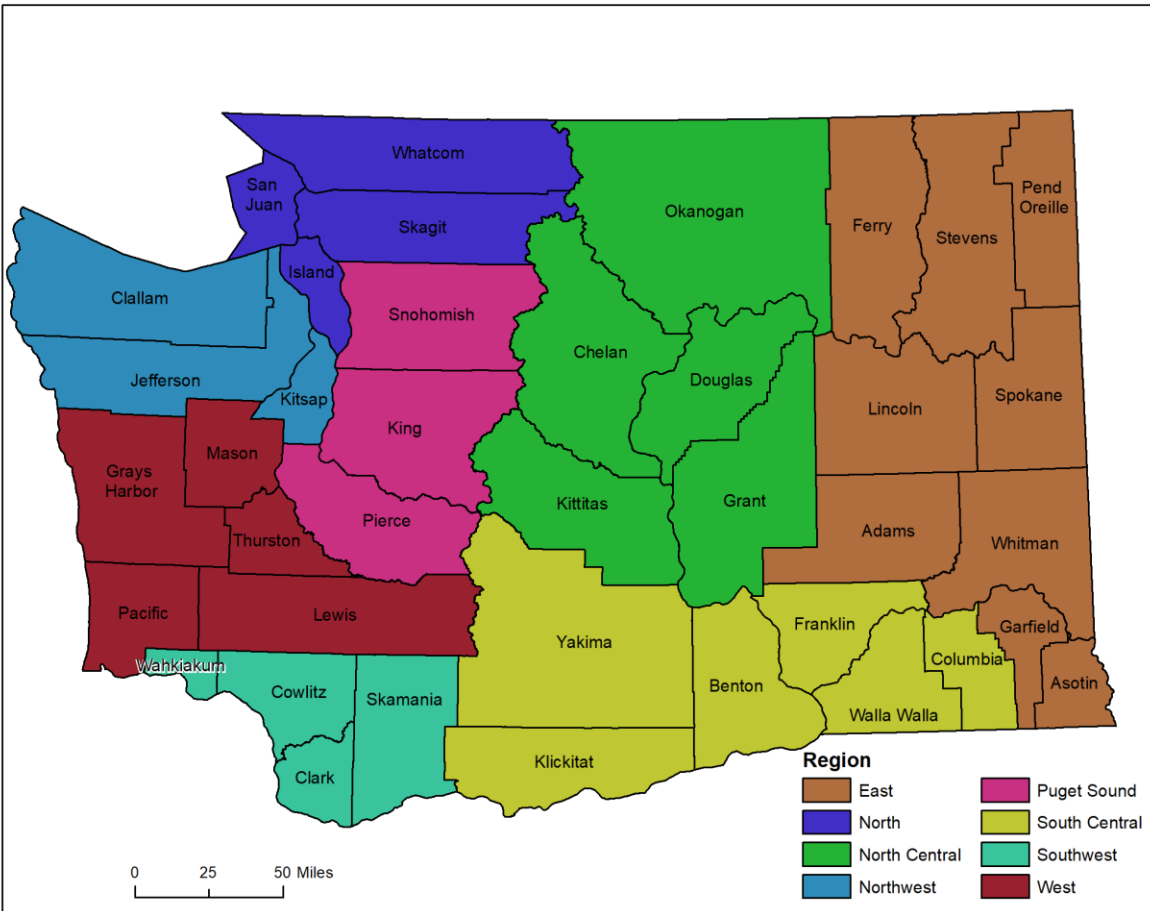 Whatcom
San
Juan
Skagit
Okanogan
Pend
Oreille
Ferry
Stevens
Island
Clallam
Snohomish
Chelan
Jefferson
Douglas
Kitsap
Lincoln
Spokane
King
Mason
Grays
Harbor
Kittitas
Grant
Pierce
Adams
Thurston
Whitman
Pacific
Lewis
Yakima
Franklin
Garfield
Wahkiakum
Columbia
Cowlitz
Skamania
Benton
Asotin
Walla Walla
Clark
Klickitat
Region
East
North
North Central
Northwest
Puget Sound
South Central
Southwest
West
0 25 50 Miles